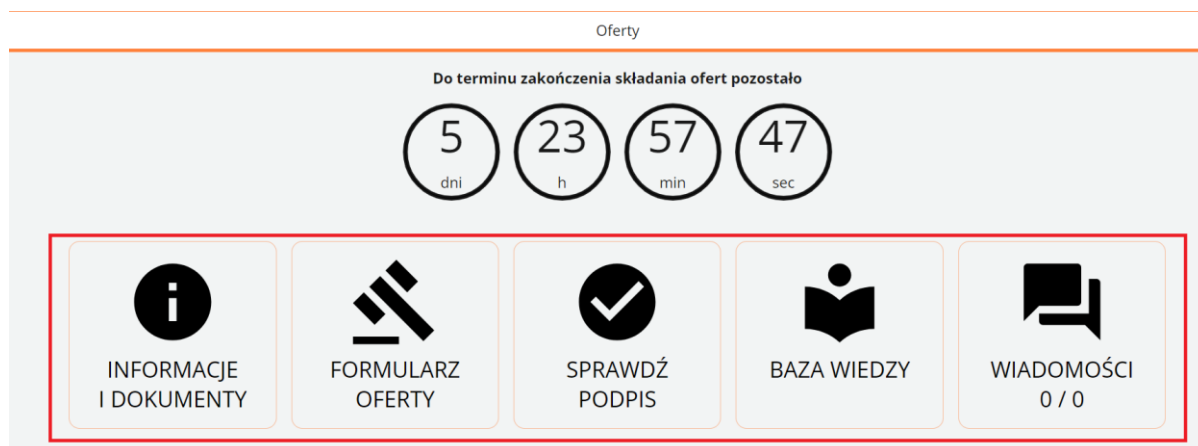 Oferty
Do terminu zakończenia składania ofert pozostało
5 23 57 47
dni h min sec
INFORMACJE FORMULARZ SPRAWDŹ BAZA WIEDZY WIADOMOŚCI
I DOKUMENTY OFERTY PODPIS 0 / 0